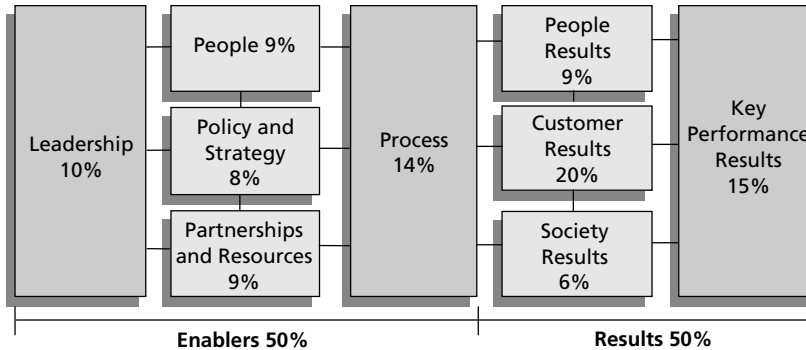 Leadership
10%
People 9%
Policy and
Strategy
8%
Partnerships
and Resources
9%
Process
14%
People
Results
9%
Customer
Results
20%
Society
Results
6%
Key
Performance
Results
15%
Enablers 50%
Results 50%